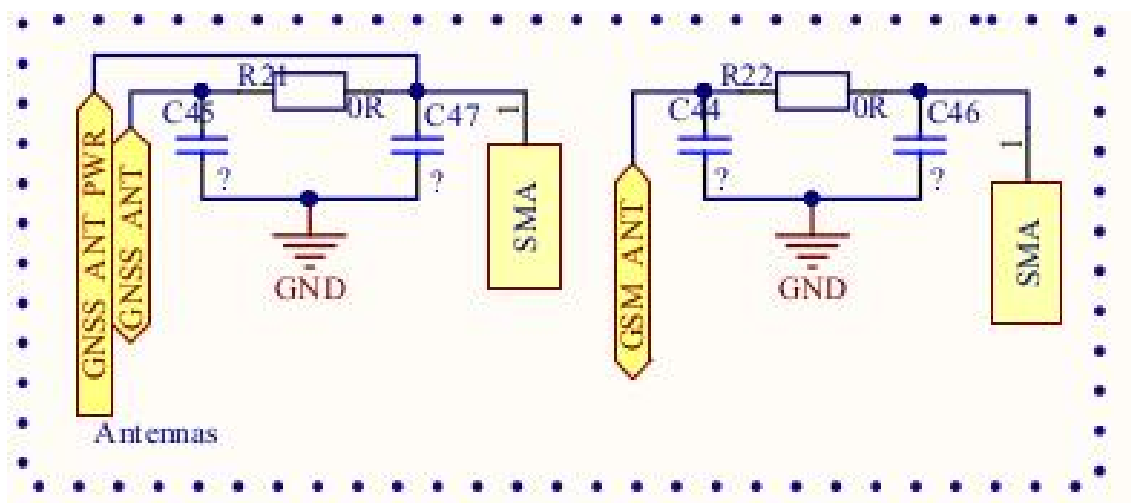 R21
C45
0R
C47
1
?
?
GNSS ANT PWR
GNSS ANT
SMA
GND
R22
C44
0R
C46
1
?
?
GSM ANT
SMA
GND
Antennas